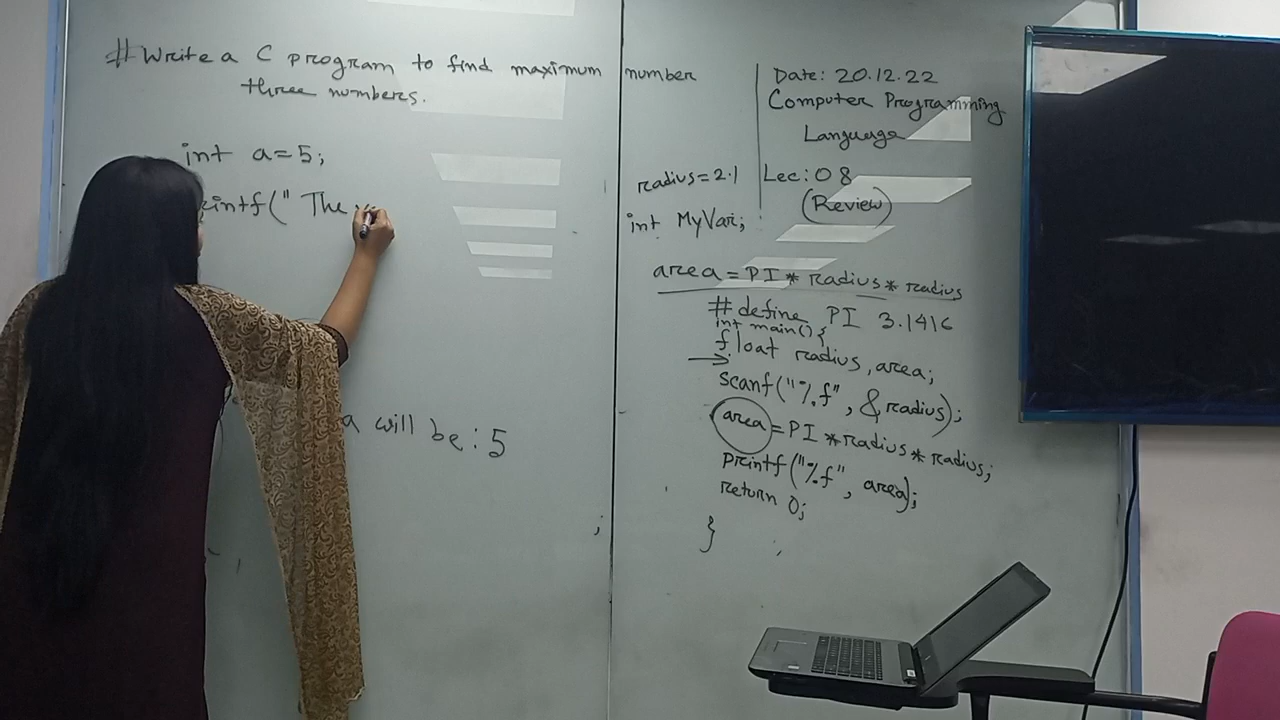 # Write a C program to find maximum number
three numbers.
int a=5;
rintf(" The
a will be: 5
;
Date: 20.12.22
Computer Programming
Language
Lec: 08
(Review)
radius=2.1
int MyVar;
area = PI * radius * radius
# define PI 3.1416
int main(){
float radius, area;
scanf("%f", &radius);
area = PI * radius * radius;
printf("%f", area);
return 0;
}